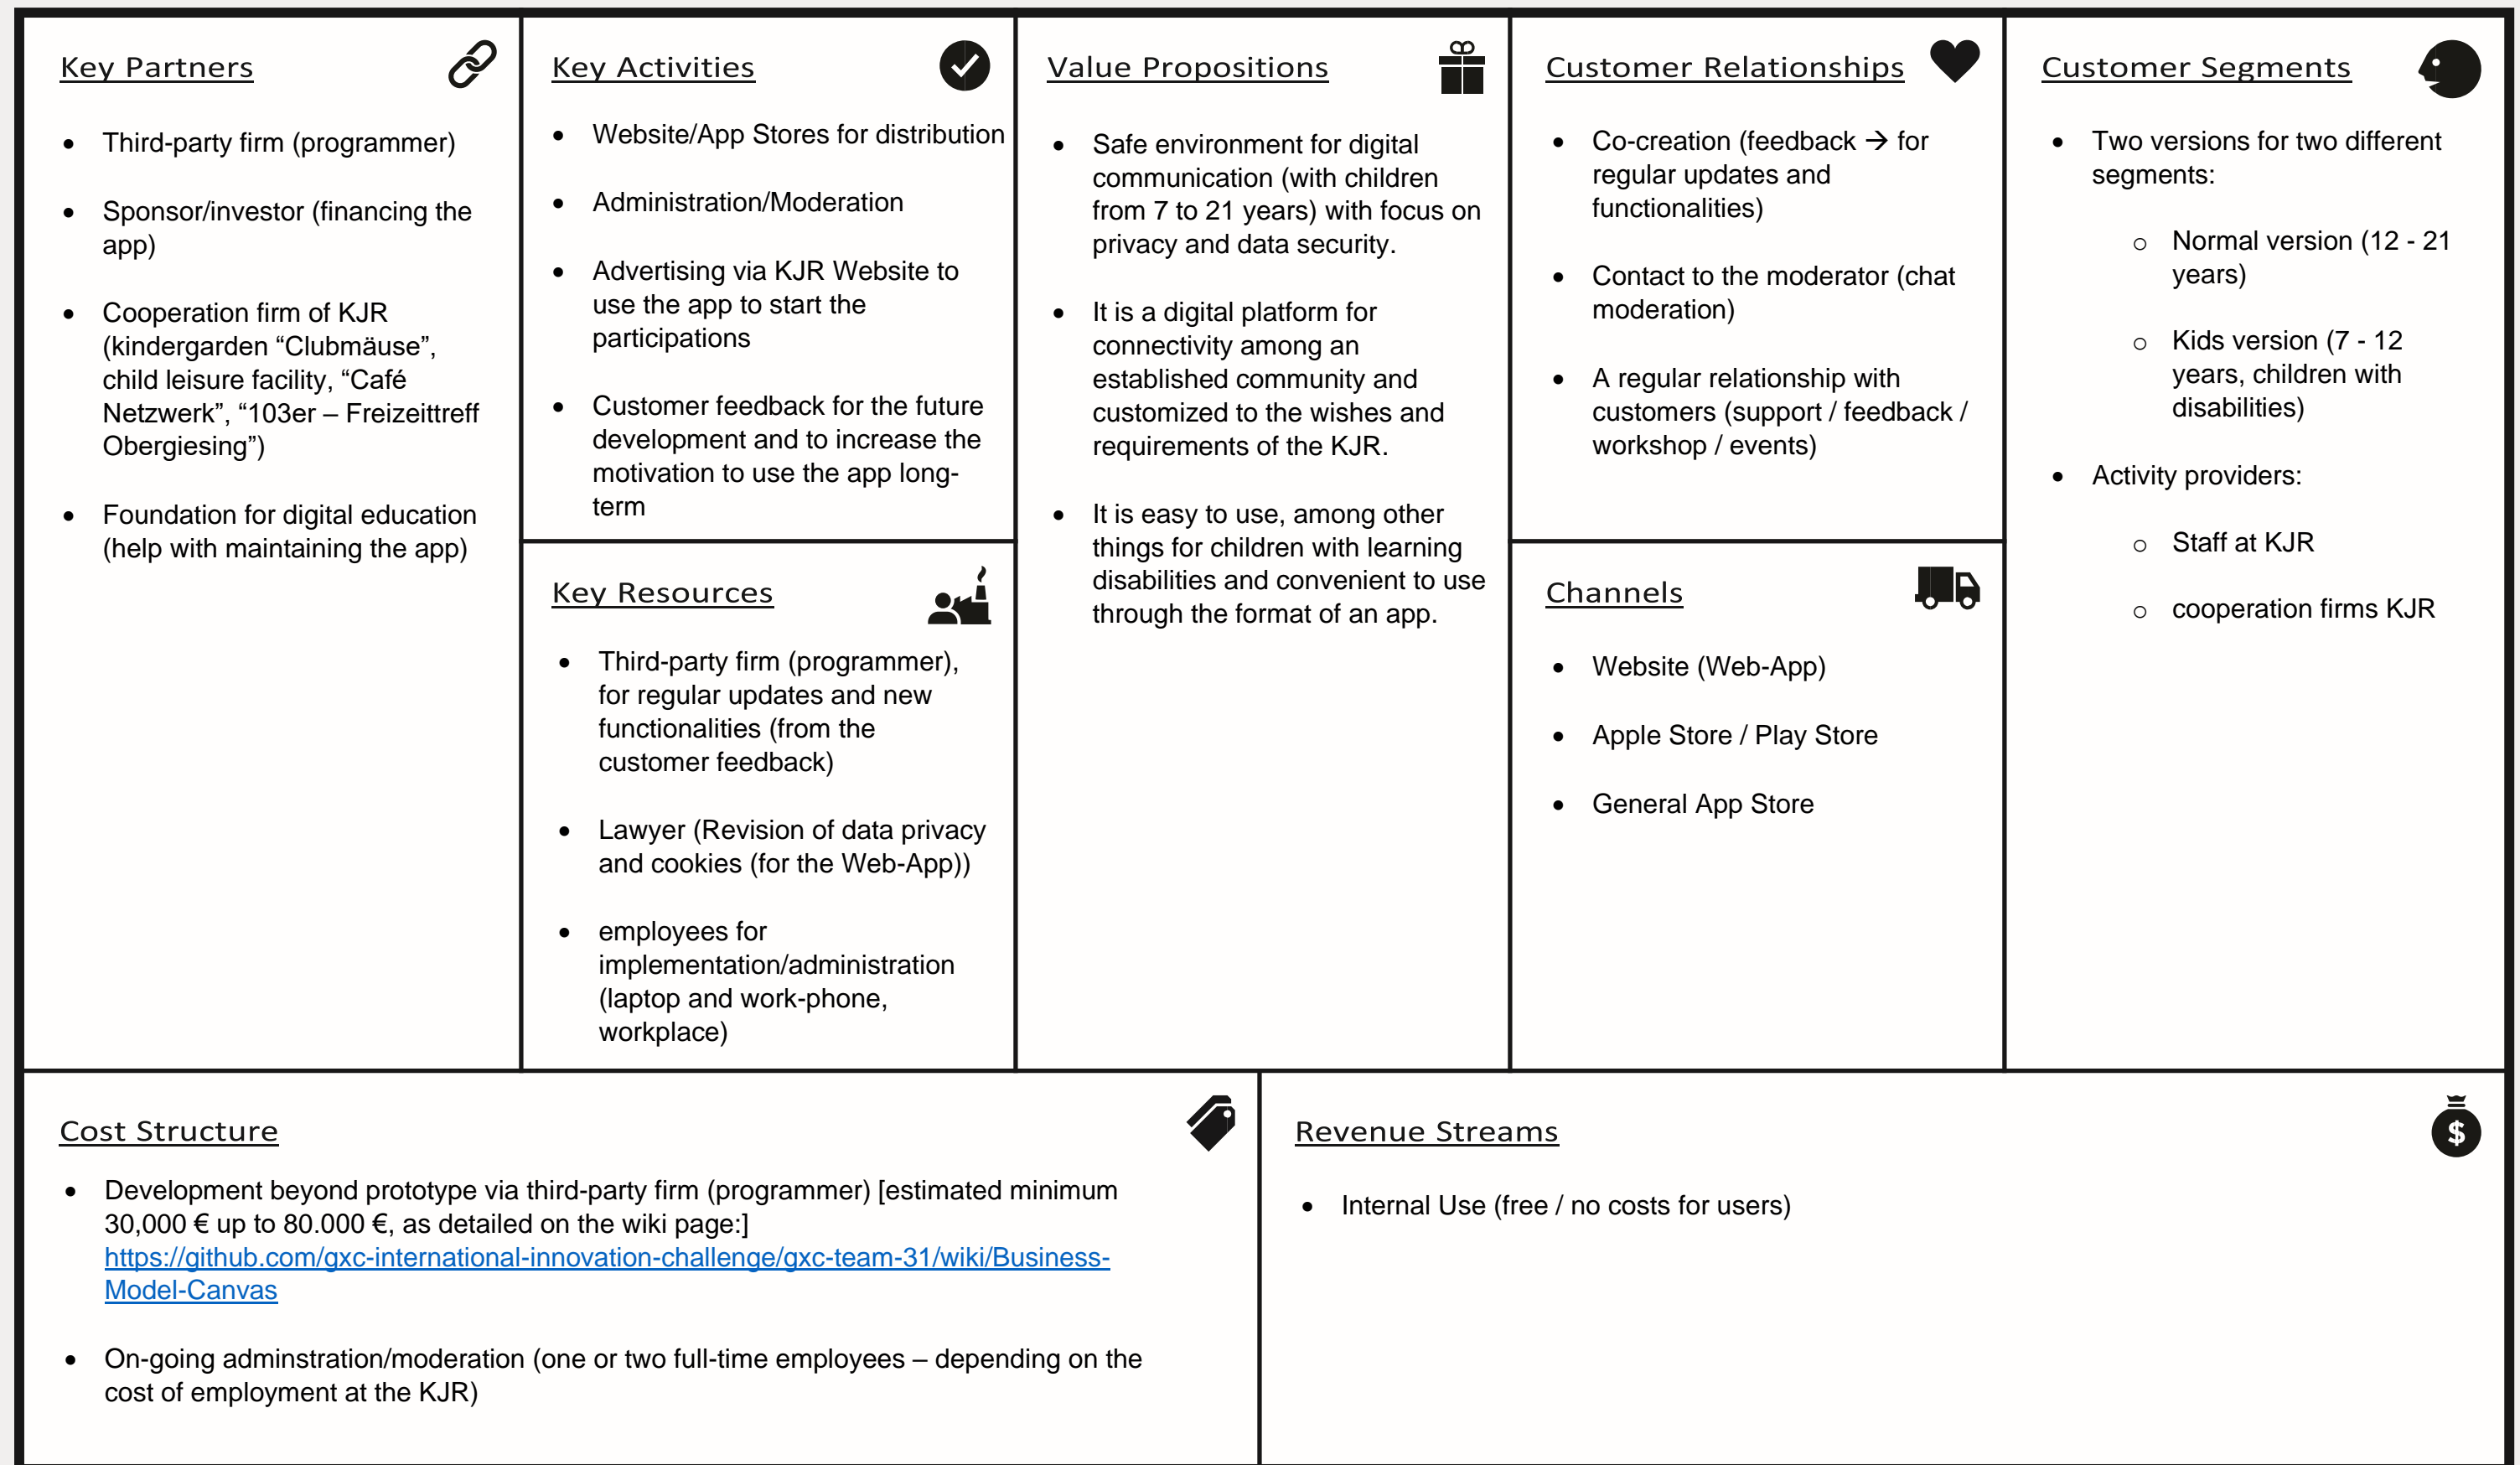 Key Partners
• Third-party firm (programmer)
• Sponsor/investor (financing the
app)
• Cooperation firm of KJR
(kindergarden “Clubmäuse”,
child leisure facility, “Café
Netzwerk”, “103er – Freizeittreff
Obergiesing”)
• Foundation for digital education
(help with maintaining the app)
Key Activities
• Website/App Stores for distribution
• Administration/Moderation
• Advertising via KJR Website to
use the app to start the
participations
• Customer feedback for the future
development and to increase the
motivation to use the app long-
term
Key Resources
• Third-party firm (programmer),
for regular updates and new
functionalities (from the
customer feedback)
• Lawyer (Revision of data privacy
and cookies (for the Web-App))
• employees for
implementation/administration
(laptop and work-phone,
workplace)
Value Propositions
• Safe environment for digital
communication (with children
from 7 to 21 years) with focus on
privacy and data security.
• It is a digital platform for
connectivity among an
established community and
customized to the wishes and
requirements of the KJR.
• It is easy to use, among other
things for children with learning
disabilities and convenient to use
through the format of an app.
Customer Relationships
• Co-creation (feedback → for
regular updates and
functionalities)
• Contact to the moderator (chat
moderation)
• A regular relationship with
customers (support / feedback /
workshop / events)
Channels
• Website (Web-App)
• Apple Store / Play Store
• General App Store
Customer Segments
• Two versions for two different
segments:
o Normal version (12 - 21
years)
o Kids version (7 - 12
years, children with
disabilities)
• Activity providers:
o Staff at KJR
o cooperation firms KJR
Cost Structure
• Development beyond prototype via third-party firm (programmer) [estimated minimum
30,000 € up to 80.000 €, as detailed on the wiki page:]
https://github.com/gxc-international-innovation-challenge/gxc-team-31/wiki/Business-
Model-Canvas
• On-going adminstration/moderation (one or two full-time employees – depending on the
cost of employment at the KJR)
Revenue Streams
$
• Internal Use (free / no costs for users)